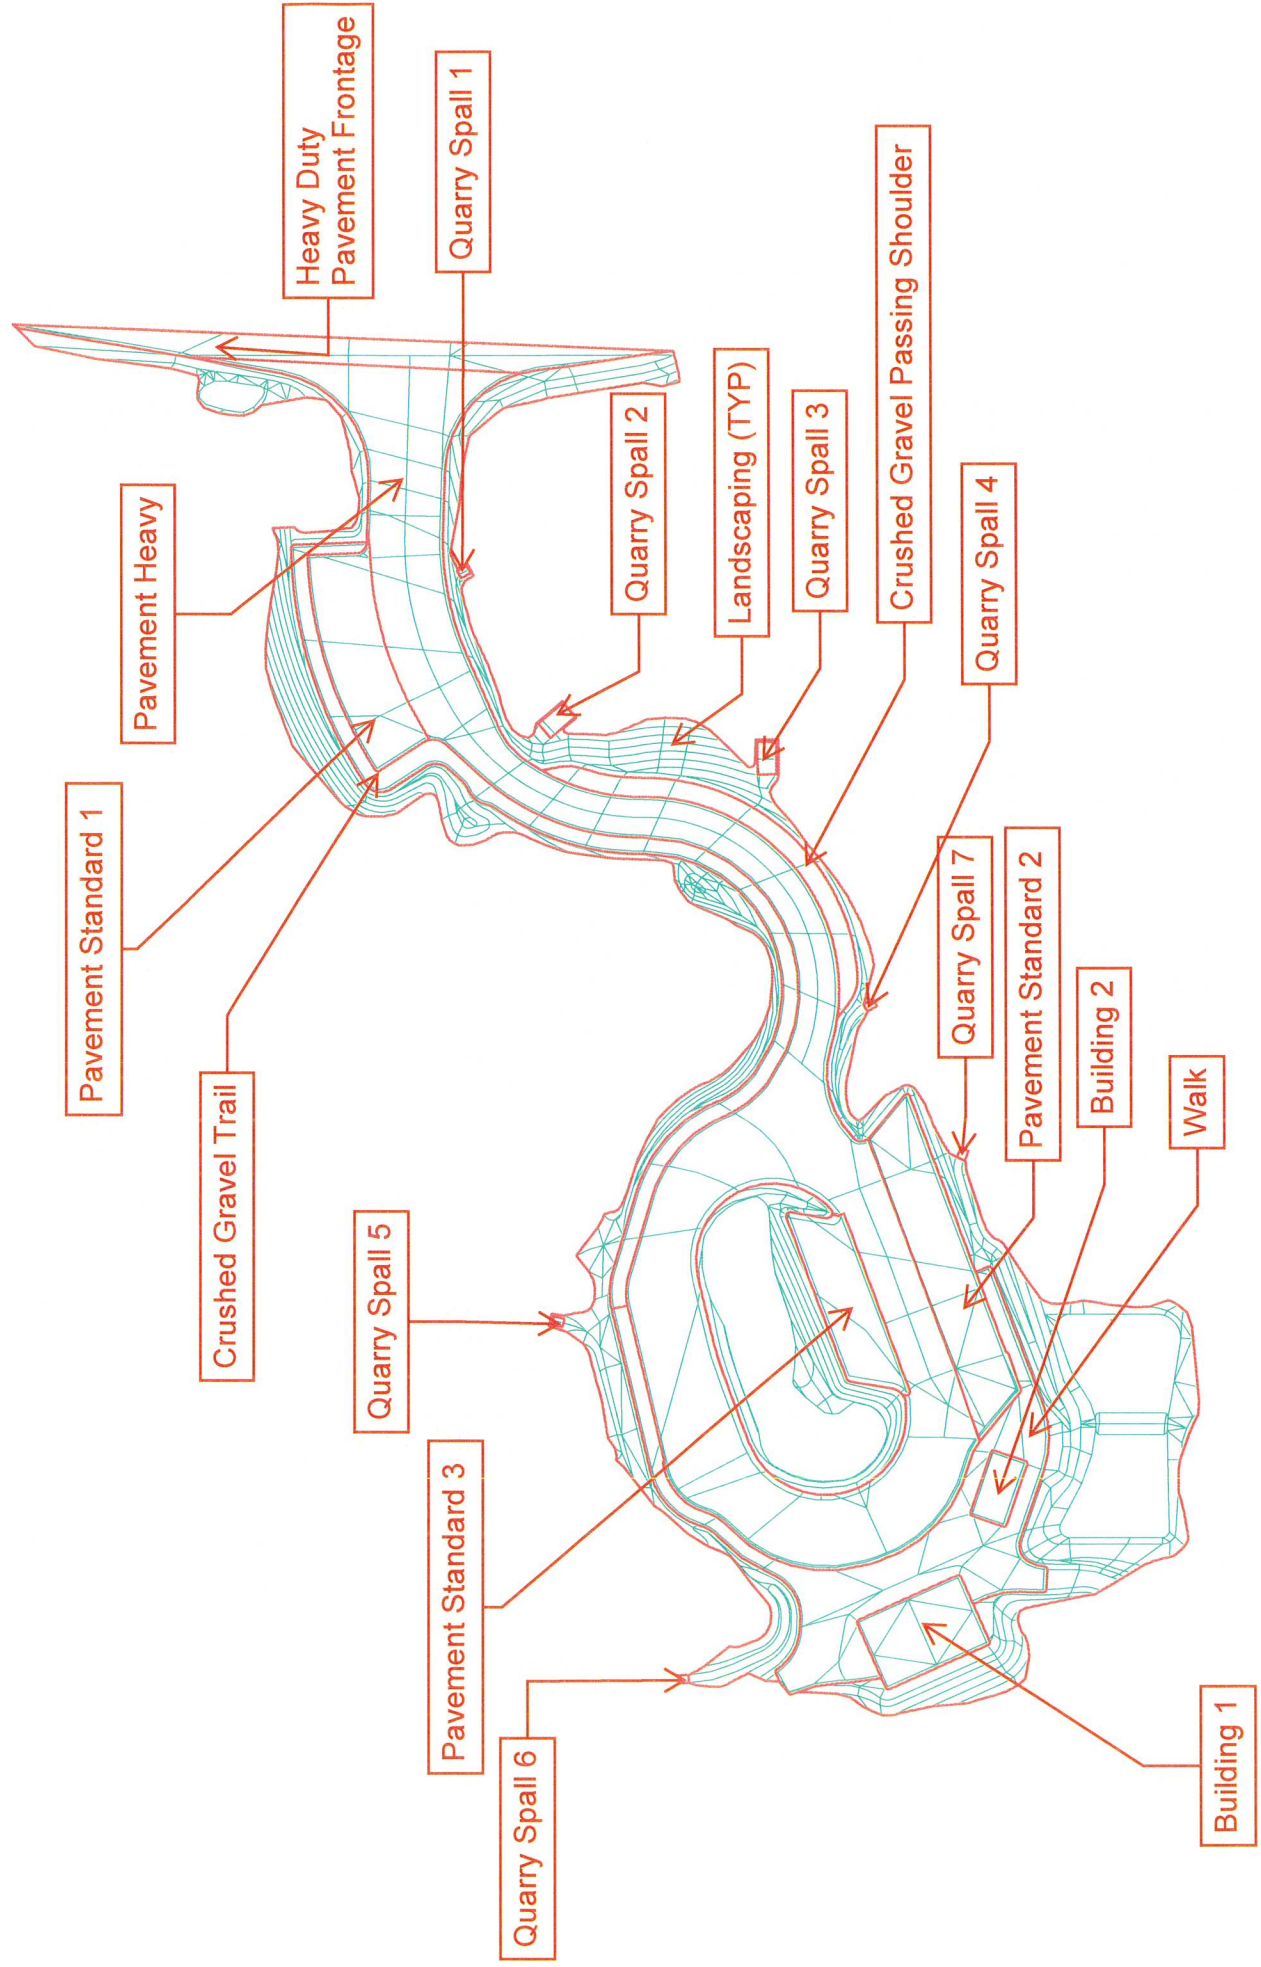 Heavy Duty
Pavement Frontage
Quarry Spall 1
Pavement Heavy
Crushed Gravel Passing Shoulder
Landscaping (TYP)
Quarry Spall 2
Quarry Spall 3
Quarry Spall 4
Pavement Standard 1
Crushed Gravel Trail
Quarry Spall 7
Pavement Standard 2
Building 2
Walk
Quarry Spall 5
Pavement Standard 3
Quarry Spall 6
Building 1